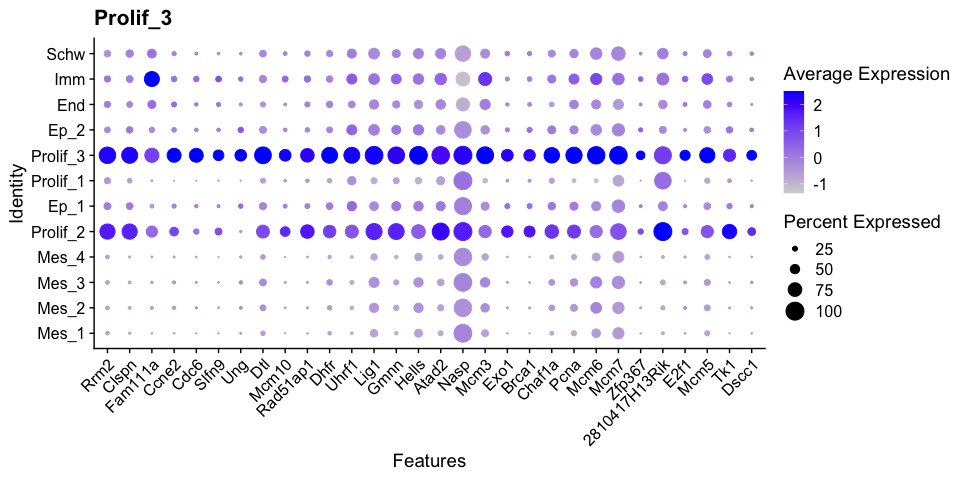 Prolif_3
Schw
Imm
End
Ep_2
Prolif_3
Prolif_1
Ep_1
Prolif_2
Mes_4
Mes_3
Mes_2
Mes_1
Identity
Rrm2
Clspn
Fam111a
Ccne2
Cdc6
Slfn9
Ung
Dtl
Mcm10
Rad51ap1
Dhfr
Uhrf1
Lig1
Gmnn
Hells
Atad2
Nasp
Mcm3
Exo1
Brca1
Chaf1a
Pcna
Mcm6
Mcm7
Zfp367
2810417H13Rik
E2f1
Mcm5
Tk1
Dscc1
Features
Average Expression
2
1
0
-1
Percent Expressed
25
50
75
100